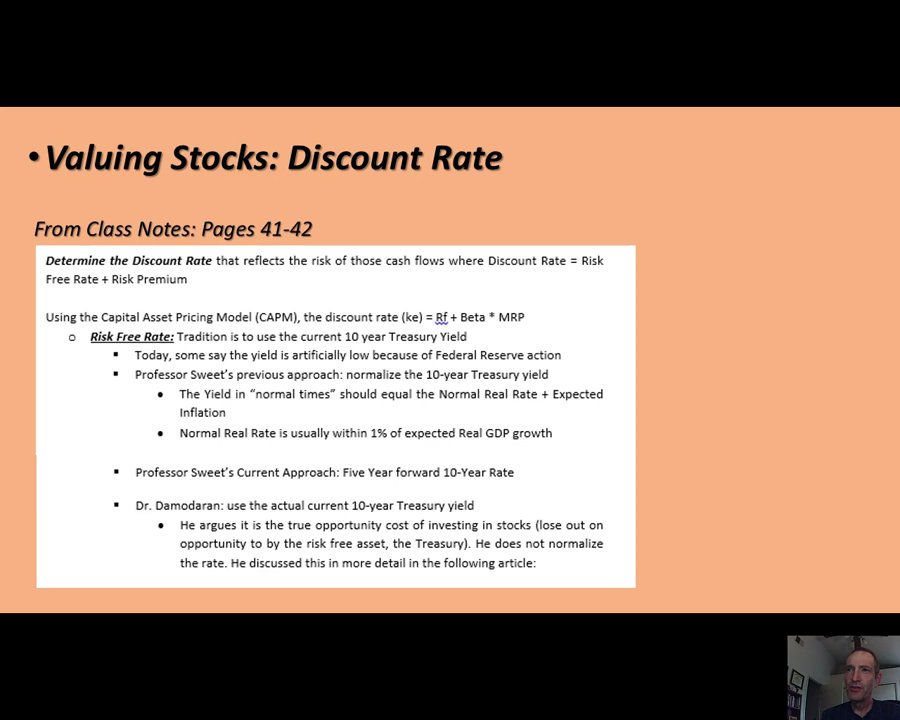 • Valuing Stocks: Discount Rate
From Class Notes: Pages 41-42
Determine the Discount Rate that reflects the risk of those cash flows where Discount Rate = Risk
Free Rate + Risk Premium
Using the Capital Asset Pricing Model (CAPM), the discount rate (ke) = Rf + Beta * MRP
o Risk Free Rate: Tradition is to use the current 10 year Treasury Yield
▪ Today, some say the yield is artificially low because of Federal Reserve action
▪ Professor Sweet's previous approach: normalize the 10-year Treasury yield
• The Yield in “normal times” should equal the Normal Real Rate + Expected
Inflation
• Normal Real Rate is usually within 1% of expected Real GDP growth
▪ Professor Sweet's Current Approach: Five Year forward 10-Year Rate
▪ Dr. Damodaran: use the actual current 10-year Treasury yield
• He argues it is the true opportunity cost of investing in stocks (lose out on
opportunity to by the risk free asset, the Treasury). He does not normalize
the rate. He discussed this in more detail in the following article: